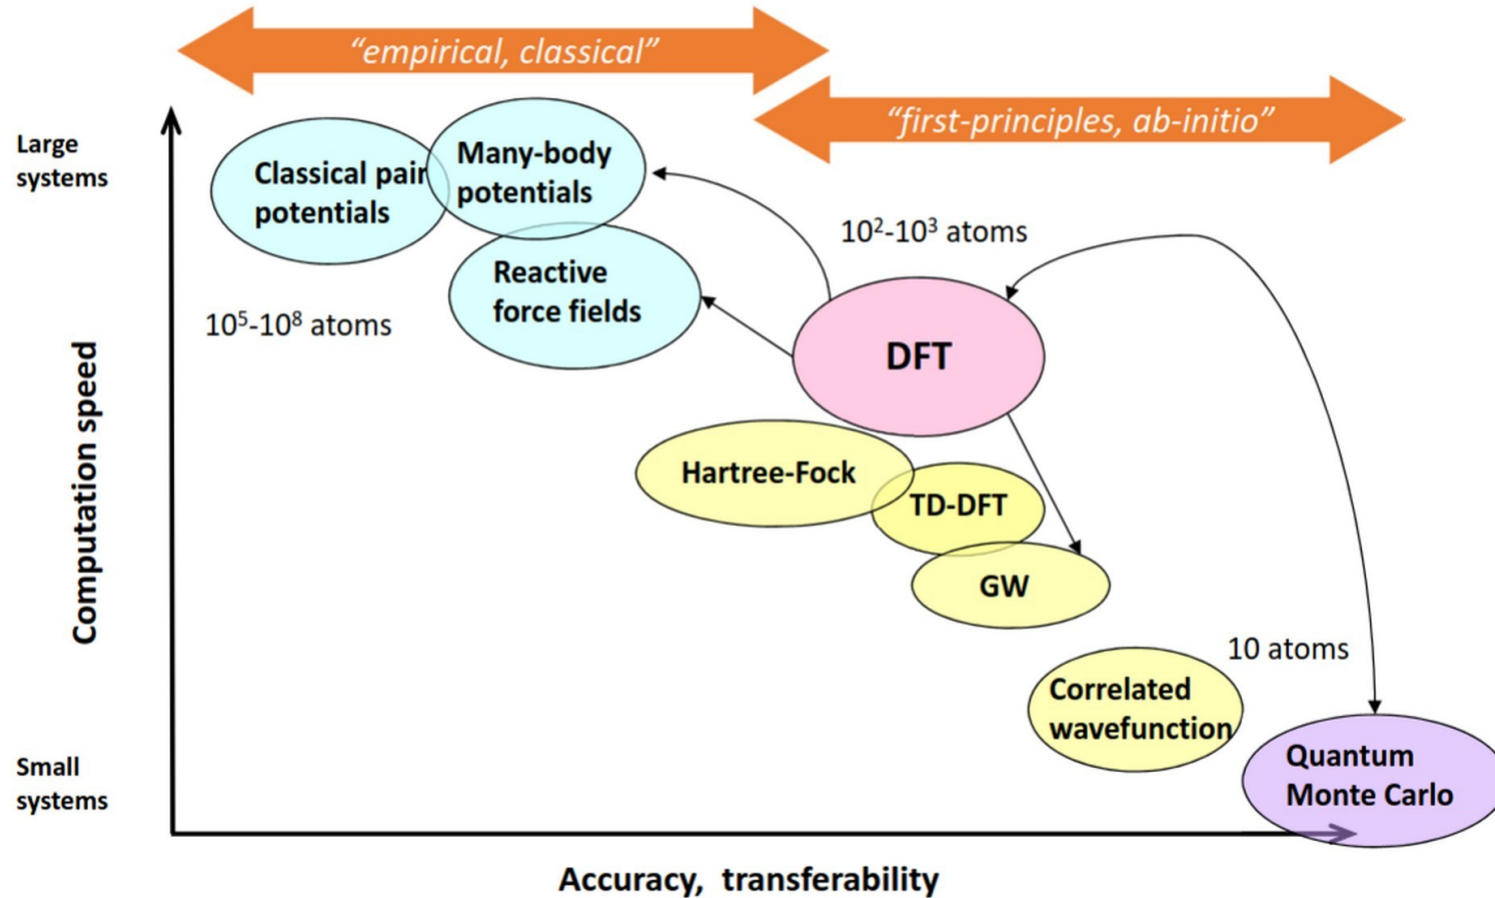 “empirical, classical”
“first-principles, ab-initio”
Large
systems
Classical pair
potentials
Many-body
potentials
10²-10³ atoms
Reactive
force fields
10⁵-10⁸ atoms
DFT
Computation speed
Hartree-Fock
TD-DFT
GW
10 atoms
Correlated
wavefunction
Small
systems
Quantum
Monte Carlo
Accuracy, transferability